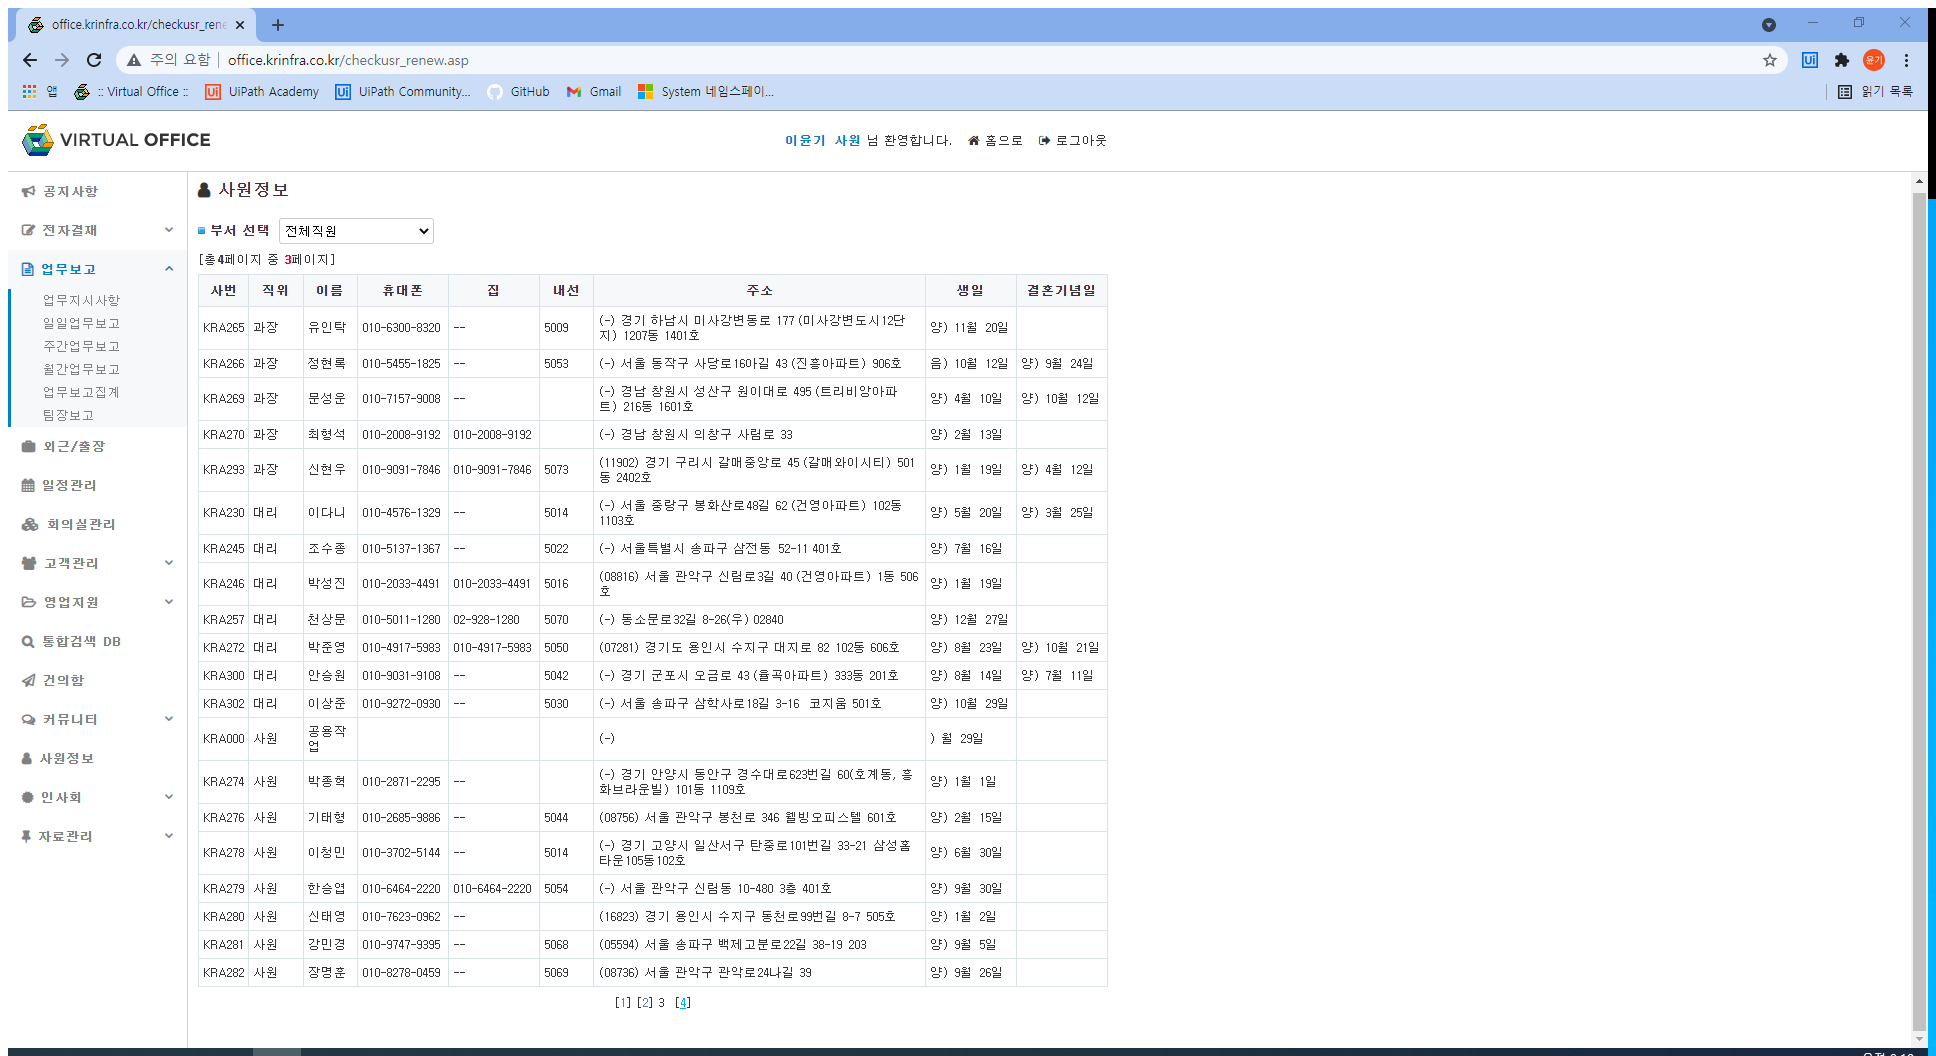 office.krinfra.co.kr/checkusr_rene
주의 요함 office.krinfra.co.kr/checkusr_renew.asp
Ui 윤기
앱 :: Virtual Office :: UiPath Academy UiPath Community... GitHub Gmail System 네임스페이... 읽기 목록
VIRTUAL OFFICE
이윤기 사원 님 환영합니다. 홈으로 로그아웃
공지사항
전자결재
업무보고
업무지시사항
일일업무보고
주간업무보고
월간업무보고
업무보고집계
팀장보고
외근/출장
일정관리
회의실관리
고객관리
영업지원
통합검색 DB
건의함
커뮤니티
사원정보
인사회
자료관리
사원정보
부서 선택 전체직원
[총4페이지 중 3페이지]
사번 직위 이름 휴대폰 집 내선 주소 생일 결혼기념일
KRA265 과장 유인탁 010-6300-8320 -- 5009 (-) 경기 하남시 미사강변동로 177 (미사강변도시12단
지) 1207동 1401호 양) 11월 20일
KRA266 과장 정현록 010-5455-1825 -- 5053 (-) 서울 동작구 사당로16아길 43 (진흥아파트) 906호 음) 10월 12일 양) 9월 24일
KRA269 과장 문성운 010-7157-9008 -- (-) 경남 창원시 성산구 원이대로 495 (트리비앙아파
트) 216동 1601호 양) 4월 10일 양) 10월 12일
KRA270 과장 최형석 010-2008-9192 010-2008-9192 (-) 경남 창원시 의창구 사림로 33 양) 2월 13일
KRA293 과장 신현우 010-9091-7846 010-9091-7846 5073 (11902) 경기 구리시 갈매중앙로 45 (갈매와이시티) 501
동 2402호 양) 1월 19일 양) 4월 12일
KRA230 대리 이다니 010-4576-1329 -- 5014 (-) 서울 중랑구 봉화산로48길 62 (건영아파트) 102동
1103호 양) 5월 20일 양) 3월 25일
KRA245 대리 조수종 010-5137-1367 -- 5022 (-) 서울특별시 송파구 삼전동 52-11 401호 양) 7월 16일
KRA246 대리 박성진 010-2033-4491 010-2033-4491 5016 (08816) 서울 관악구 신림로3길 40 (건영아파트) 1동 506
호 양) 1월 19일
KRA257 대리 천상문 010-5011-1280 02-928-1280 5070 (-) 동소문로32길 8-26(우) 02840 양) 12월 27일
KRA272 대리 박준영 010-4917-5983 010-4917-5983 5050 (07281) 경기도 용인시 수지구 대지로 82 102동 606호 양) 8월 23일 양) 10월 21일
KRA300 대리 안승원 010-9031-9108 -- 5042 (-) 경기 군포시 오금로 43 (율곡아파트) 333동 201호 양) 8월 14일 양) 7월 11일
KRA302 대리 이상준 010-9272-0930 -- 5030 (-) 서울 송파구 삼학사로18길 3-16 코지움 501호 양) 10월 29일
KRA000 사원 공용작
업 (-) ) 월 29일
KRA274 사원 박종혁 010-2871-2295 -- (-) 경기 안양시 동안구 경수대로623번길 60(호계동, 흥
화브라운빌) 101동 1109호 양) 1월 1일
KRA276 사원 기태형 010-2685-9886 -- 5044 (08756) 서울 관악구 봉천로 346 웰빙오피스텔 601호 양) 2월 15일
KRA278 사원 이청민 010-3702-5144 -- 5014 (-) 경기 고양시 일산서구 탄중로101번길 33-21 삼성홈
타운105동102호 양) 6월 30일
KRA279 사원 한승엽 010-6464-2220 010-6464-2220 5054 (-) 서울 관악구 신림동 10-480 3층 401호 양) 9월 30일
KRA280 사원 신태영 010-7623-0962 -- (16823) 경기 용인시 수지구 동천로99번길 8-7 505호 양) 1월 2일
KRA281 사원 강민경 010-9747-9395 -- 5068 (05594) 서울 송파구 백제고분로22길 38-19 203 양) 9월 5일
KRA282 사원 장명훈 010-8278-0459 -- 5069 (08736) 서울 관악구 관악로24나길 39 양) 9월 26일
[1] [2] 3 [4]